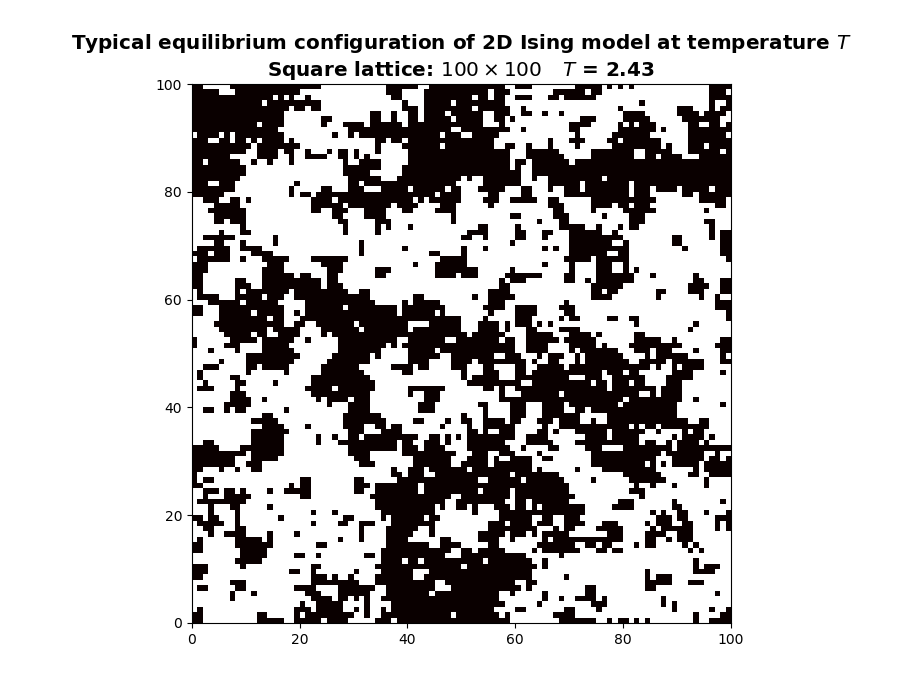 Typical equilibrium configuration of 2D Ising model at temperature T
Square lattice: 100 × 100 T = 2.43
100
80
60
40
20
0
0 20 40 60 80 100